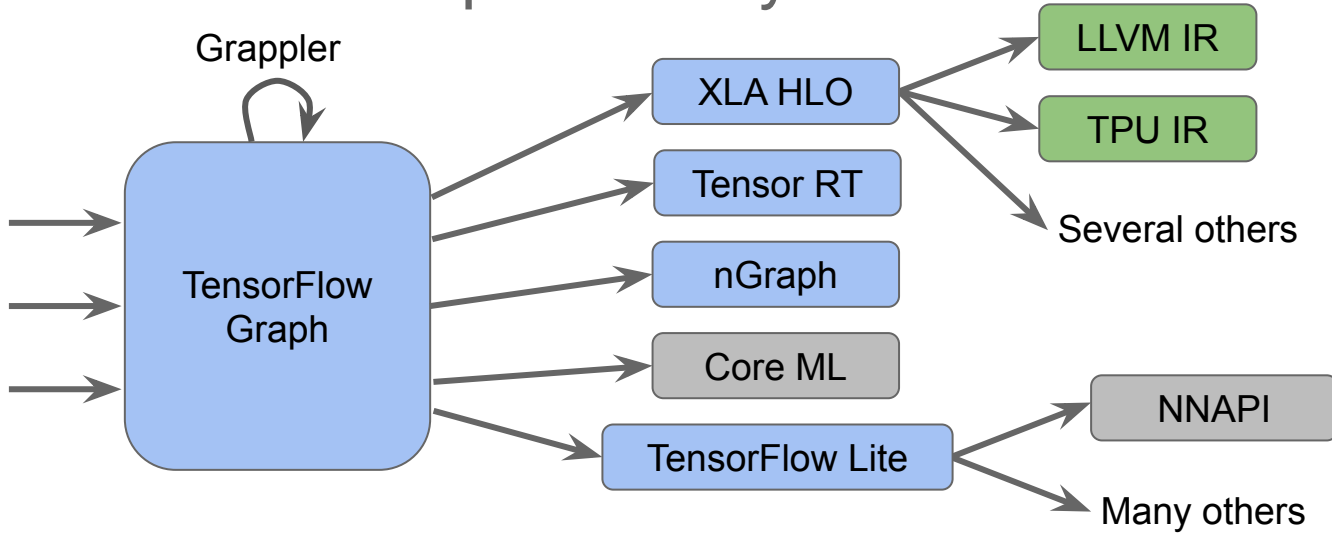 Grappler
TensorFlow
Graph
XLA HLO
Tensor RT
nGraph
Core ML
TensorFlow Lite
LLVM IR
TPU IR
Several others
NNAPI
Many others